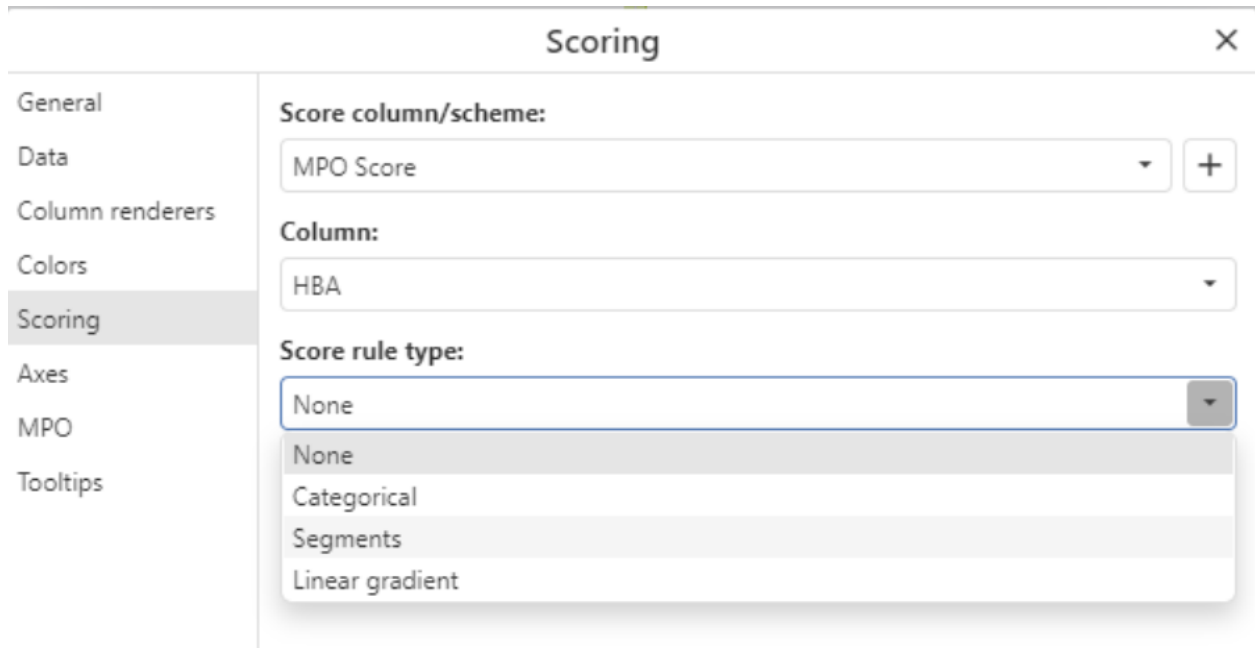 Scoring
General
Data
Column renderers
Colors
Scoring
Axes
MPO
Tooltips
Score column/scheme:
MPO Score
+
Column:
HBA
Score rule type:
None
None
Categorical
Segments
Linear gradient